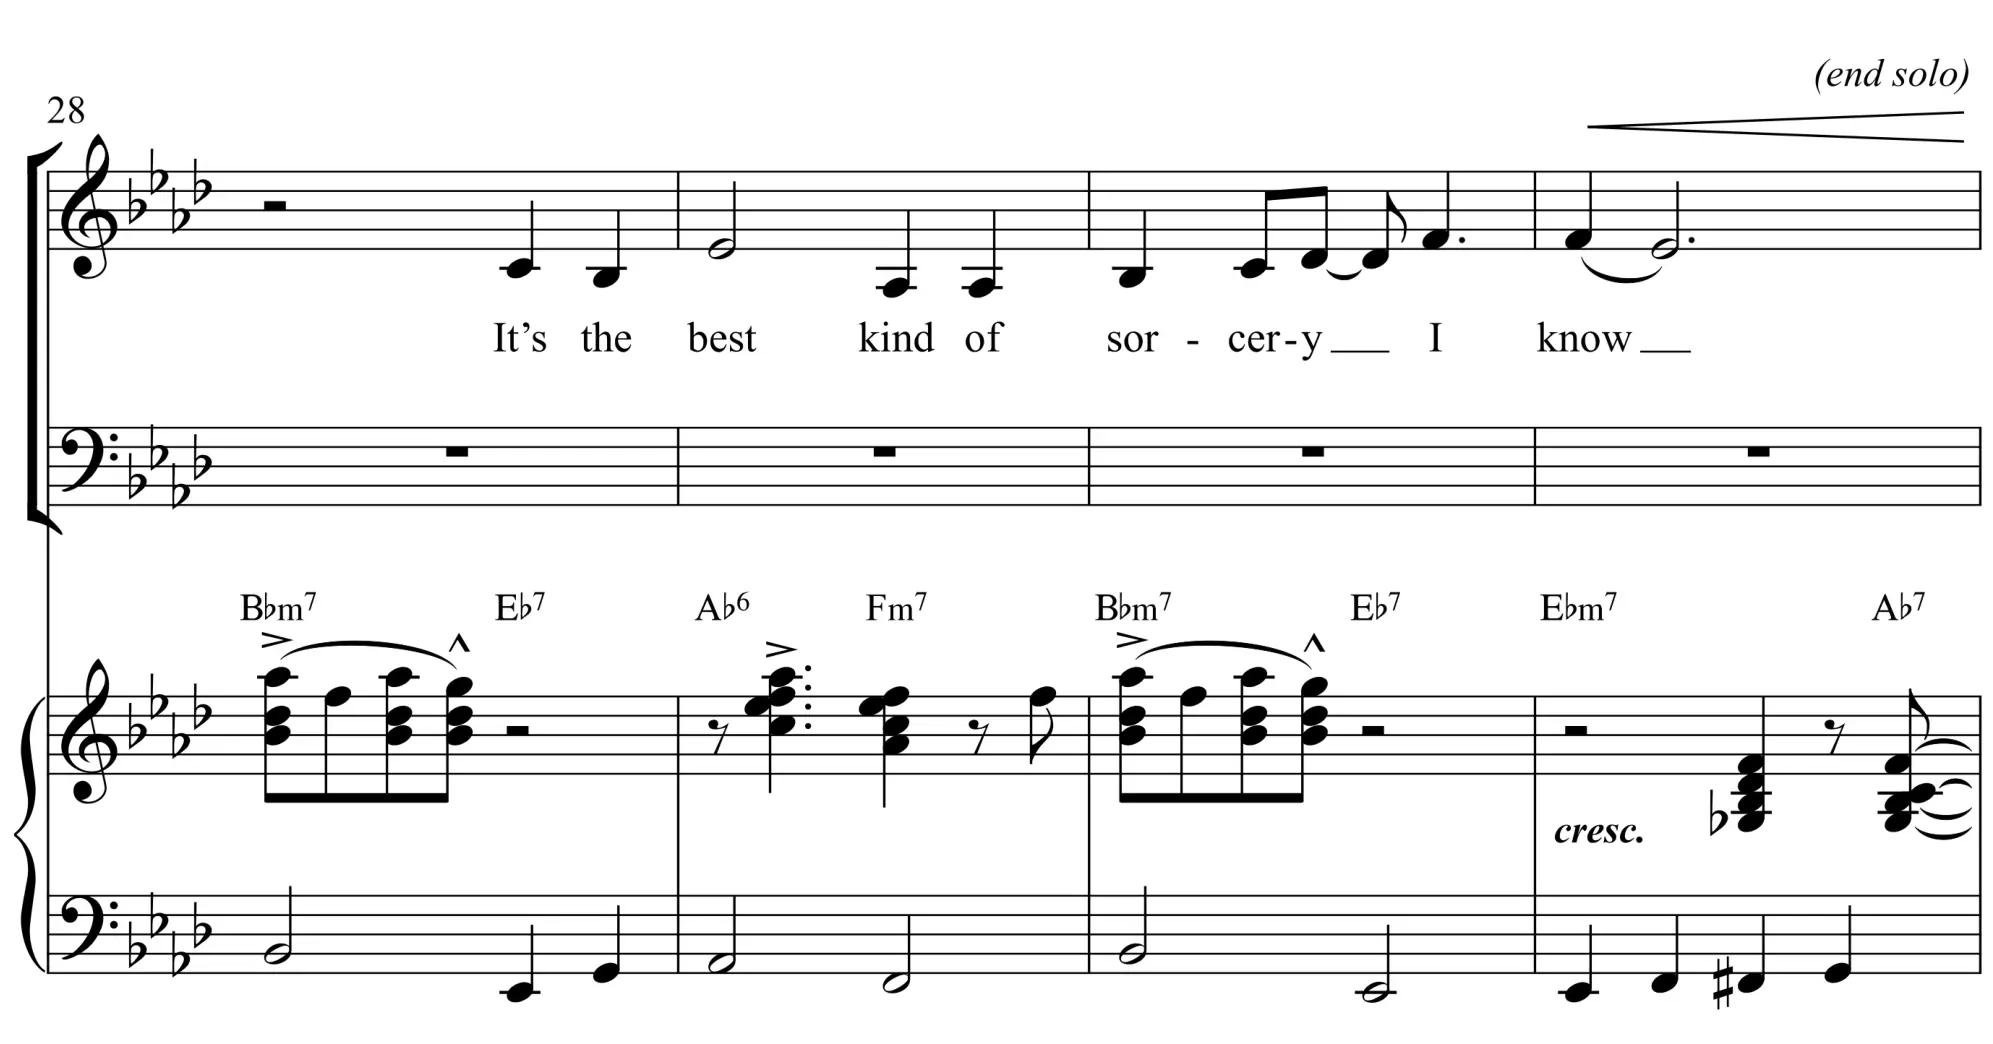 (end solo)
28
It's the best kind of sor - cer-y I know
B♭m7 E♭7 A♭6 Fm7 B♭m7 E♭7 E♭m7 A♭7
cresc.